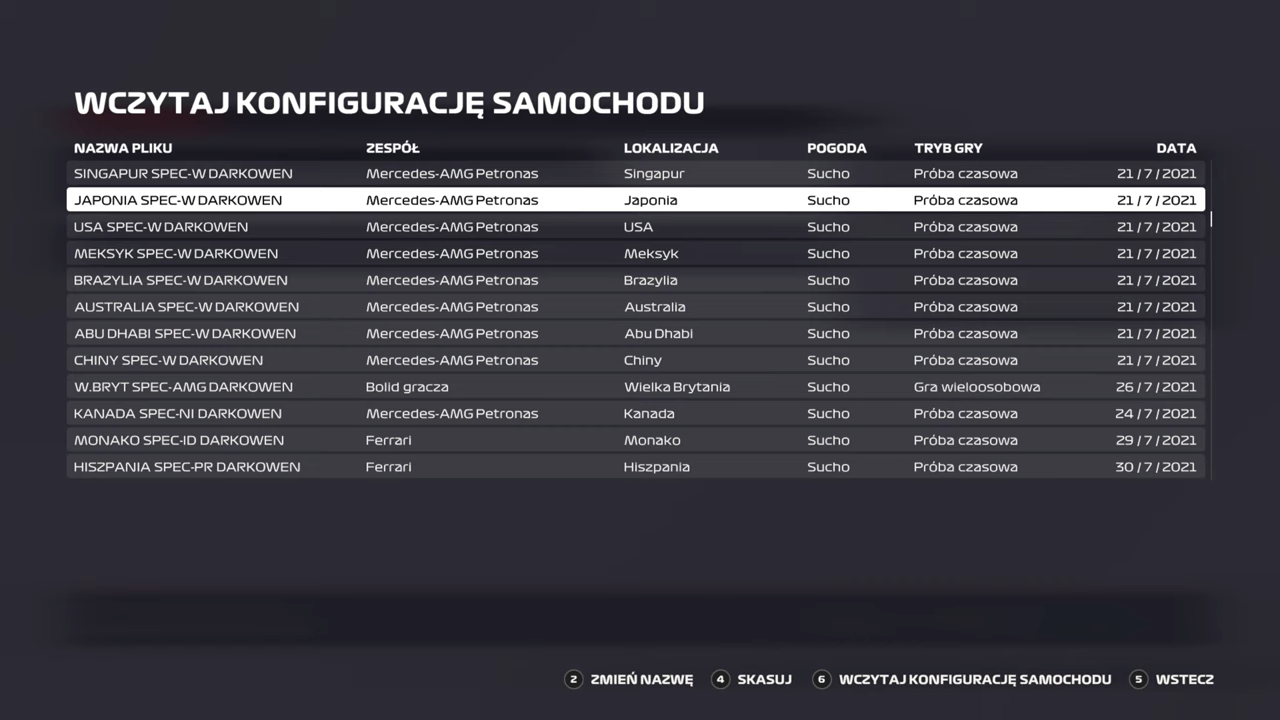 WCZYTAJ KONFIGURACJĘ SAMOCHODU
NAZWA PLIKU ZESPÓŁ LOKALIZACJA POGODA TRYB GRY DATA
SINGAPUR SPEC-W DARKOWEN Mercedes-AMG Petronas Singapur Sucho Próba czasowa 21 / 7 / 2021
JAPONIA SPEC-W DARKOWEN Mercedes-AMG Petronas Japonia Sucho Próba czasowa 21 / 7 / 2021
USA SPEC-W DARKOWEN Mercedes-AMG Petronas USA Sucho Próba czasowa 21 / 7 / 2021
MEKSYK SPEC-W DARKOWEN Mercedes-AMG Petronas Meksyk Sucho Próba czasowa 21 / 7 / 2021
BRAZYLIA SPEC-W DARKOWEN Mercedes-AMG Petronas Brazylia Sucho Próba czasowa 21 / 7 / 2021
AUSTRALIA SPEC-W DARKOWEN Mercedes-AMG Petronas Australia Sucho Próba czasowa 21 / 7 / 2021
ABU DHABI SPEC-W DARKOWEN Mercedes-AMG Petronas Abu Dhabi Sucho Próba czasowa 21 / 7 / 2021
CHINY SPEC-W DARKOWEN Mercedes-AMG Petronas Chiny Sucho Próba czasowa 21 / 7 / 2021
W.BRYT SPEC-AMG DARKOWEN Bolid gracza Wielka Brytania Sucho Gra wieloosobowa 26 / 7 / 2021
KANADA SPEC-NI DARKOWEN Mercedes-AMG Petronas Kanada Sucho Próba czasowa 24 / 7 / 2021
MONAKO SPEC-ID DARKOWEN Ferrari Monako Sucho Próba czasowa 29 / 7 / 2021
HISZPANIA SPEC-PR DARKOWEN Ferrari Hiszpania Sucho Próba czasowa 30 / 7 / 2021
2 ZMIEŃ NAZWĘ 4 SKASUJ 6 WCZYTAJ KONFIGURACJĘ SAMOCHODU 5 WSTECZ